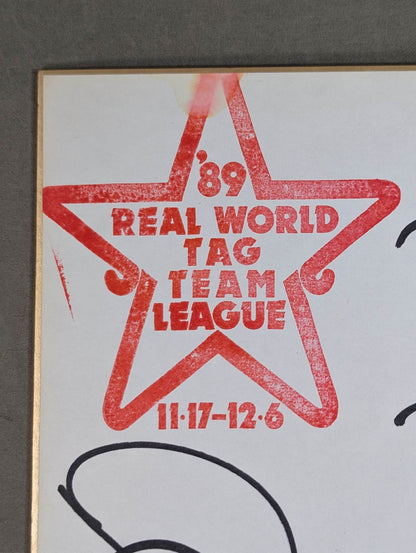 '89
REAL WORLD
TAG
TEAM
LEAGUE
11·17-12·6